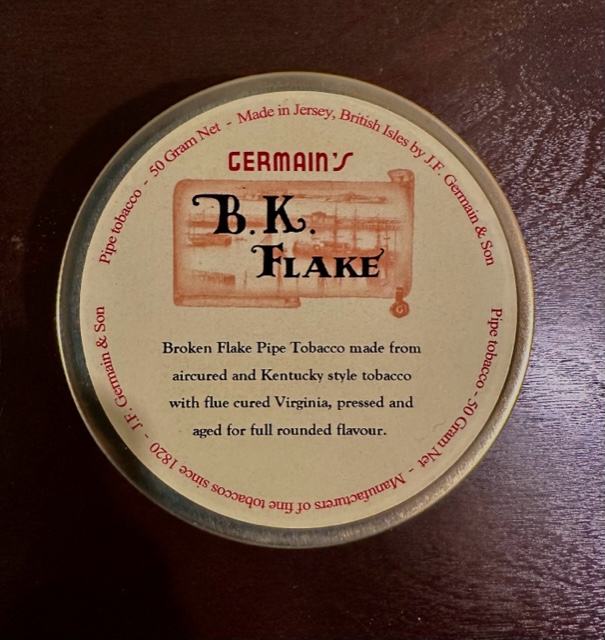 Pipe tobacco - 50 Gram Net - Made in Jersey, British Isles by J.F. Germain & Son
GERMAIN'S
B.K.
FLAKE
Broken Flake Pipe Tobacco made from
aircured and Kentucky style tobacco
with flue cured Virginia, pressed and
aged for full rounded flavour.
Pipe tobacco - 50 Gram Net - Manufacturers of fine tobaccos since 1820 - J.F. Germain & Son